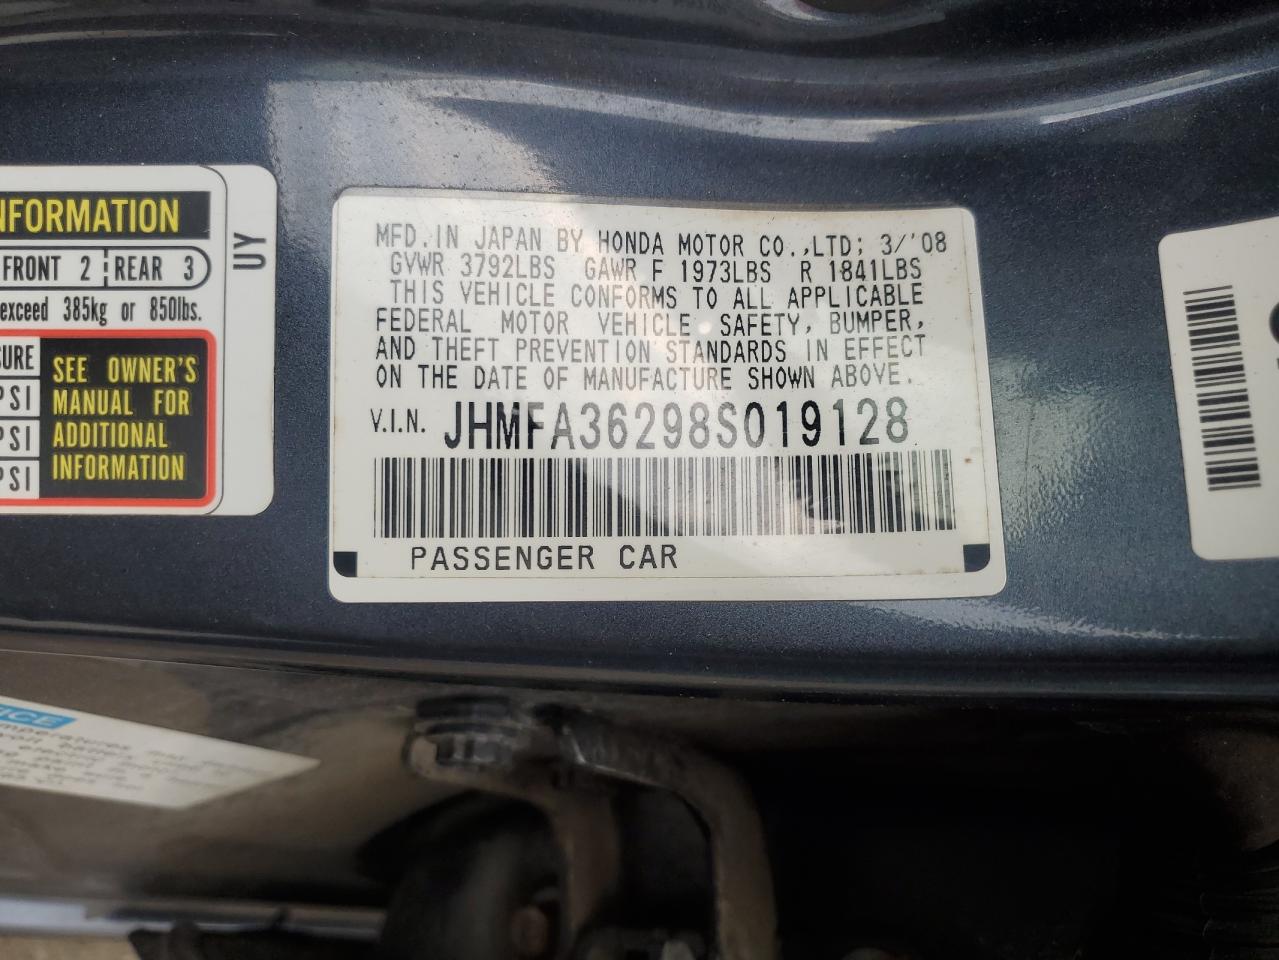 NFORMATION
FRONT 2 REAR 3
exceed 385kg or 850lbs.
SURE
PSI
PSI
PSI
SEE OWNER'S
MANUAL FOR
ADDITIONAL
INFORMATION
UY
MFD. IN JAPAN BY HONDA MOTOR CO.,LTD; 3/'08
GVWR 3792LBS GAWR F 1973LBS R 1841LBS
THIS VEHICLE CONFORMS TO ALL APPLICABLE
FEDERAL MOTOR VEHICLE SAFETY, BUMPER,
AND THEFT PREVENTION STANDARDS IN EFFECT
ON THE DATE OF MANUFACTURE SHOWN ABOVE.
V.I.N. JHMFA36298S019128
PASSENGER CAR
ICE